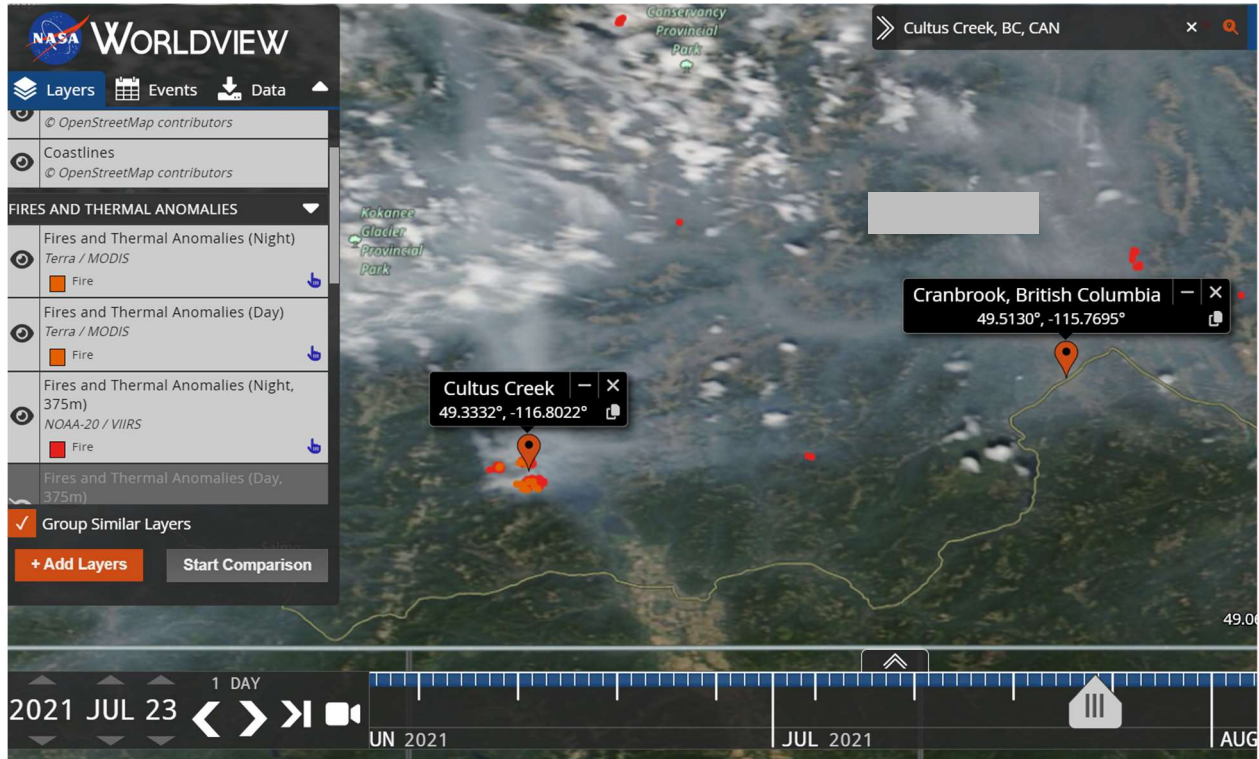 NASA WORLDVIEW
Layers Events Data
© OpenStreetMap contributors
Coastlines
© OpenStreetMap contributors
FIRES AND THERMAL ANOMALIES
Fires and Thermal Anomalies (Night)
Terra / MODIS
Fire
Fires and Thermal Anomalies (Day)
Terra / MODIS
Fire
Fires and Thermal Anomalies (Night,
375m)
NOAA-20 / VIIRS
Fire
Fires and Thermal Anomalies (Day,
375m)
Group Similar Layers
+ Add Layers Start Comparison
Conservancy
Provincial
Park
Cultus Creek, BC, CAN
Kokanee
Glacier
Provincial
Park
Cranbrook, British Columbia
49.5130°, -115.7695°
Cultus Creek
49.3332°, -116.8022°
Salmo
49.06
2021 JUL 23
1 DAY
UN 2021
JUL 2021
AUG